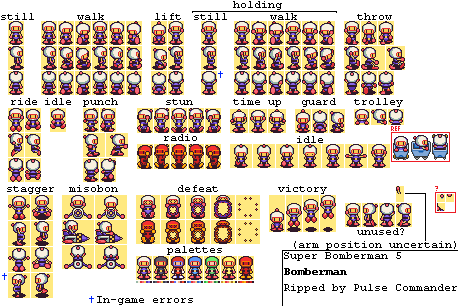 holding
still walk lift still walk throw
†
ride idle punch stun time up guard trolley
REF
radio idle
stagger misobon defeat victory ?
unused?
(arm position uncertain)
palettes
Super Bomberman 5
Bomberman
Ripped by Pulse Commander
†
†In-game errors